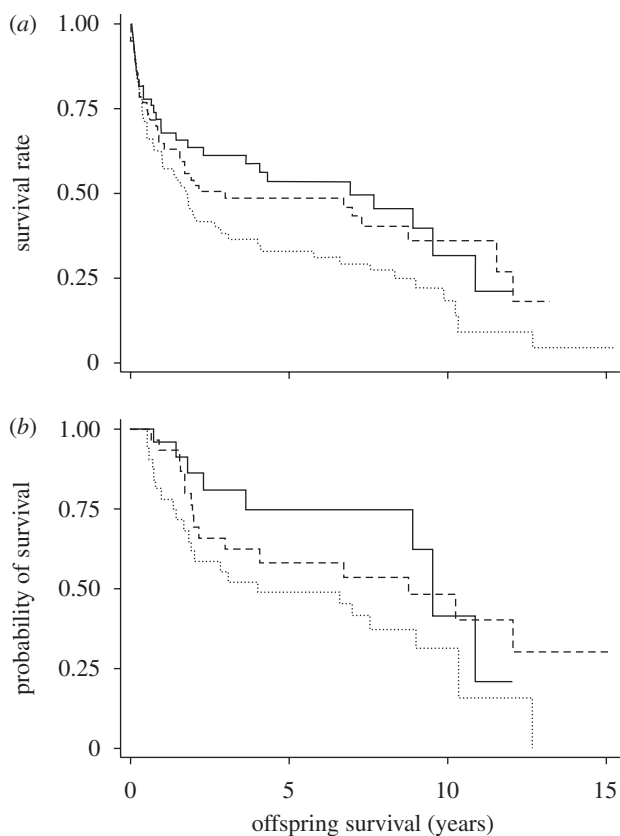 (a)
1.00
0.75
0.50
0.25
0
survival rate
(b)
1.00
0.75
0.50
0.25
0
probability of survival
0 5 10 15
offspring survival (years)